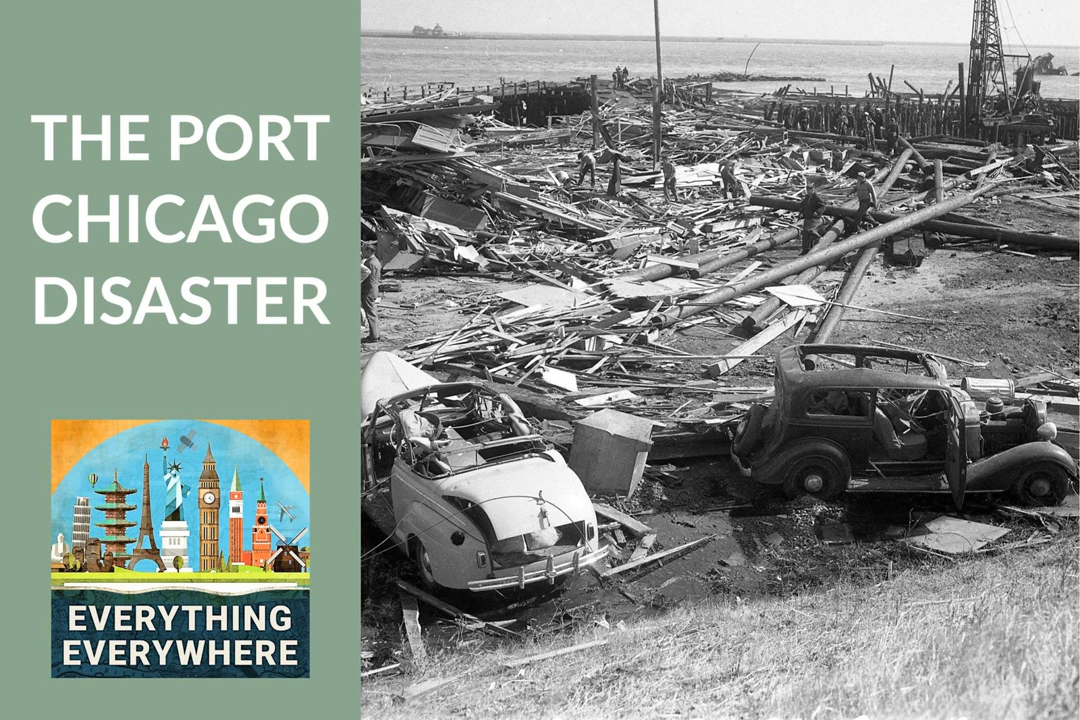 THE PORT
CHICAGO
DISASTER
EVERYTHING
EVERYWHERE